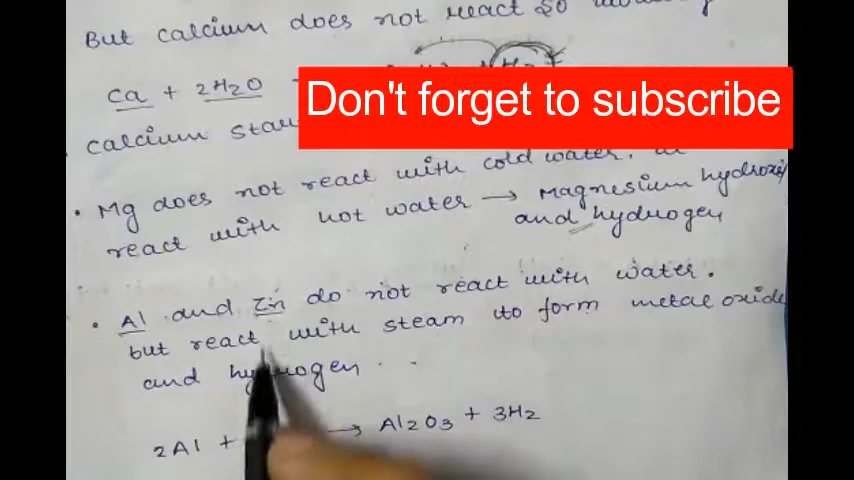 But calcium does not react so
Ca + 2H2O
Don't forget to subscribe
calcium star
• Mg does not react with cold water.
react with hot water → Magnesium hydroxi
and hydrogen
• Al and Zn do not react with water.
but react with steam to form metal oxide
and hydrogen
2Al + → Al2O3 + 3H2